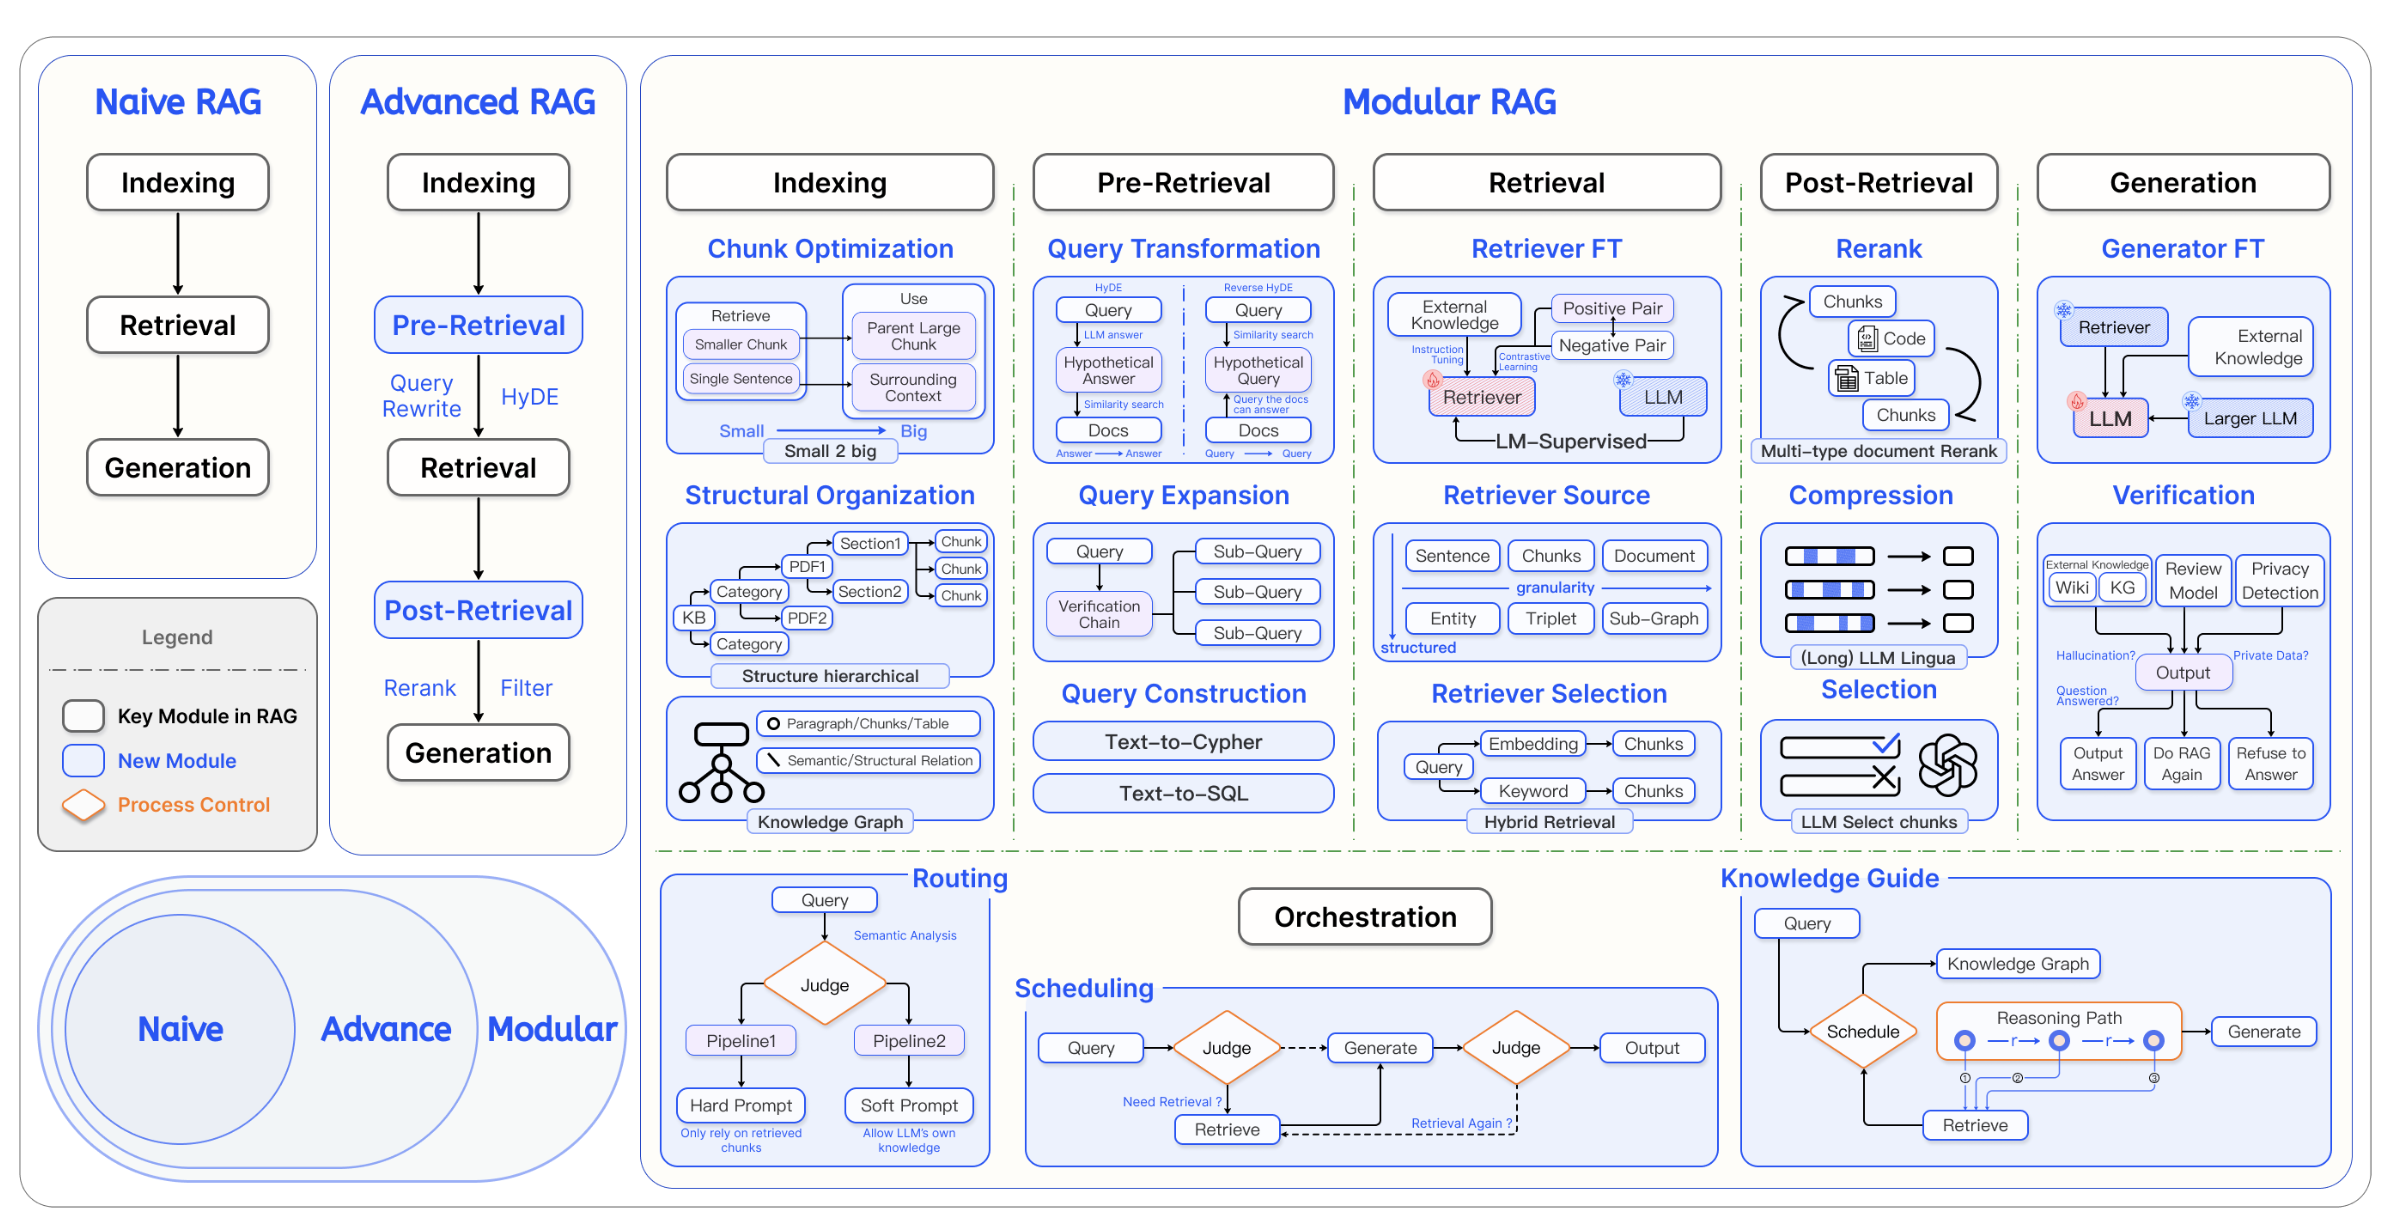 Naive RAG
Indexing
Retrieval
Generation
Legend
Key Module in RAG
New Module
Process Control
Naive
Advance
Modular
Advanced RAG
Indexing
Pre-Retrieval
Query
Rewrite
HyDE
Retrieval
Post-Retrieval
Rerank
Filter
Generation
Modular RAG
Indexing
Chunk Optimization
Retrieve
Smaller Chunk
Single Sentence
Use
Parent Large
Chunk
Surrounding
Context
Small
Big
Small 2 big
Structural Organization
KB
Category
Category
PDF1
PDF2
Section1
Section2
Chunk
Chunk
Chunk
Structure hierarchical
Paragraph/Chunks/Table
Semantic/Structural Relation
Knowledge Graph
Pre-Retrieval
Query Transformation
HyDE
Query
LLM answer
Hypothetical
Answer
Similarity search
Docs
Answer
Answer
Reverse HyDE
Query
Similarity search
Hypothetical
Query
Query the docs
can answer
Docs
Query
Query
Query Expansion
Query
Verification
Chain
Sub-Query
Sub-Query
Sub-Query
Query Construction
Text-to-Cypher
Text-to-SQL
Retrieval
Retriever FT
External
Knowledge
Positive Pair
Negative Pair
Instruction
Tuning
Contrastive
Learning
Retriever
LLM
LM-Supervised
Retriever Source
Sentence
Chunks
Document
granularity
Entity
Triplet
Sub-Graph
structured
Retriever Selection
Query
Embedding
Chunks
Keyword
Chunks
Hybrid Retrieval
Post-Retrieval
Rerank
Chunks
Code
Table
Chunks
Multi-type document Rerank
Compression
(Long) LLM Lingua
Selection
LLM Select chunks
Generation
Generator FT
Retriever
External
Knowledge
LLM
Larger LLM
Verification
External Knowledge
Wiki
KG
Review
Model
Privacy
Detection
Hallucination?
Private Data?
Output
Question
Answered?
Output
Answer
Do RAG
Again
Refuse to
Answer
Routing
Query
Semantic Analysis
Judge
Pipeline1
Pipeline2
Hard Prompt
Soft Prompt
Only rely on retrieved
chunks
Allow LLM's own
knowledge
Orchestration
Scheduling
Query
Judge
Generate
Judge
Output
Need Retrieval ?
Retrieve
Retrieval Again ?
Knowledge Guide
Query
Knowledge Graph
Schedule
Reasoning Path
r
r
Generate
①
②
③
Retrieve